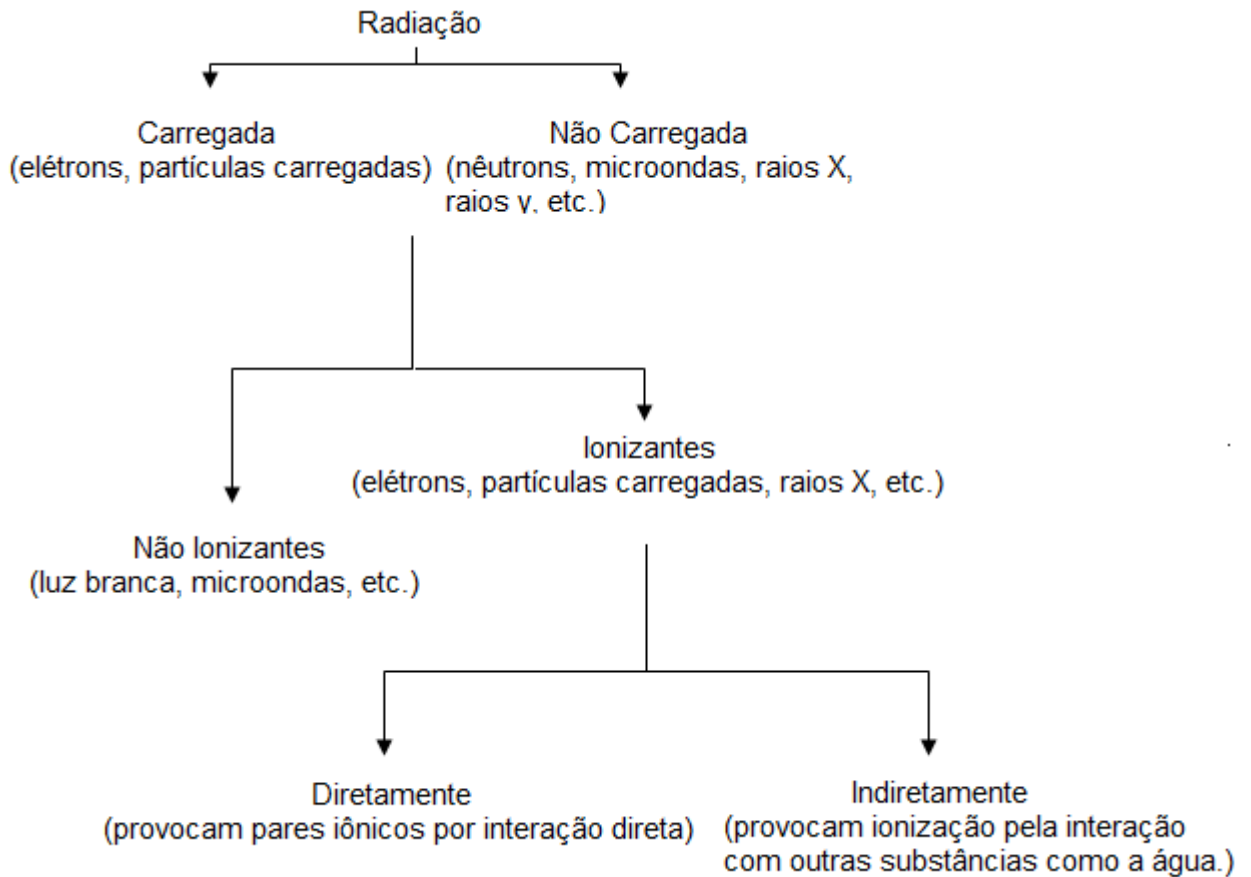 Radiação
Carregada
(elétrons, partículas carregadas)
Não Carregada
(nêutrons, microondas, raios X,
raios γ, etc.)
Ionizantes
(elétrons, partículas carregadas, raios X, etc.)
Não Ionizantes
(luz branca, microondas, etc.)
Diretamente
(provocam pares iônicos por interação direta)
Indiretamente
(provocam ionização pela interação
com outras substâncias como a água.)